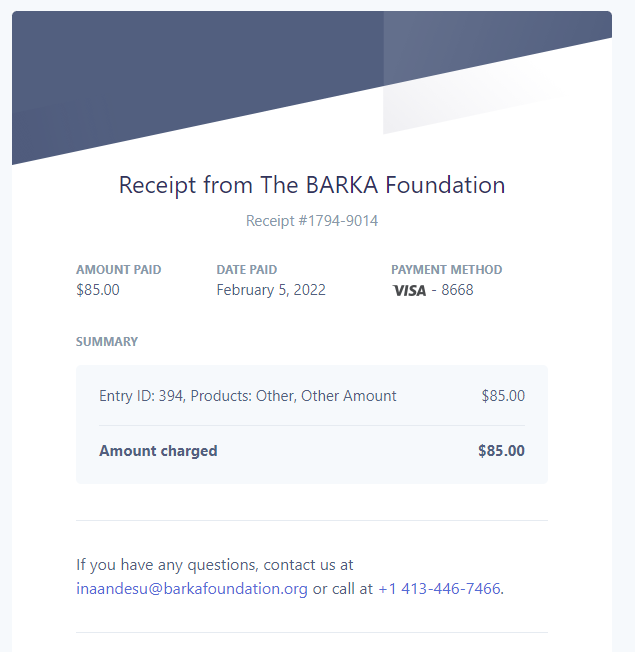 Receipt from The BARKA Foundation
Receipt #1794-9014
AMOUNT PAID DATE PAID PAYMENT METHOD
$85.00 February 5, 2022 VISA - 8668
SUMMARY
Entry ID: 394, Products: Other, Other Amount $85.00
Amount charged $85.00
If you have any questions, contact us at
inaandesu@barkafoundation.org or call at +1 413-446-7466.